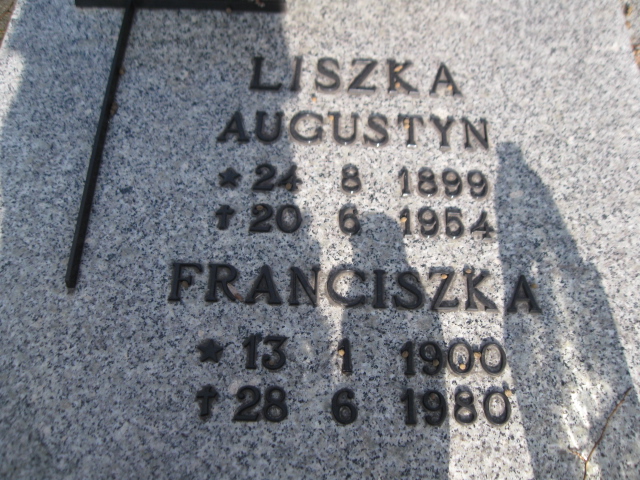 LISZKA
AUGUSTYN
* 24 8 1899
† 20 6 1954
FRANCISZKA
* 13 1 1900
† 28 6 1980